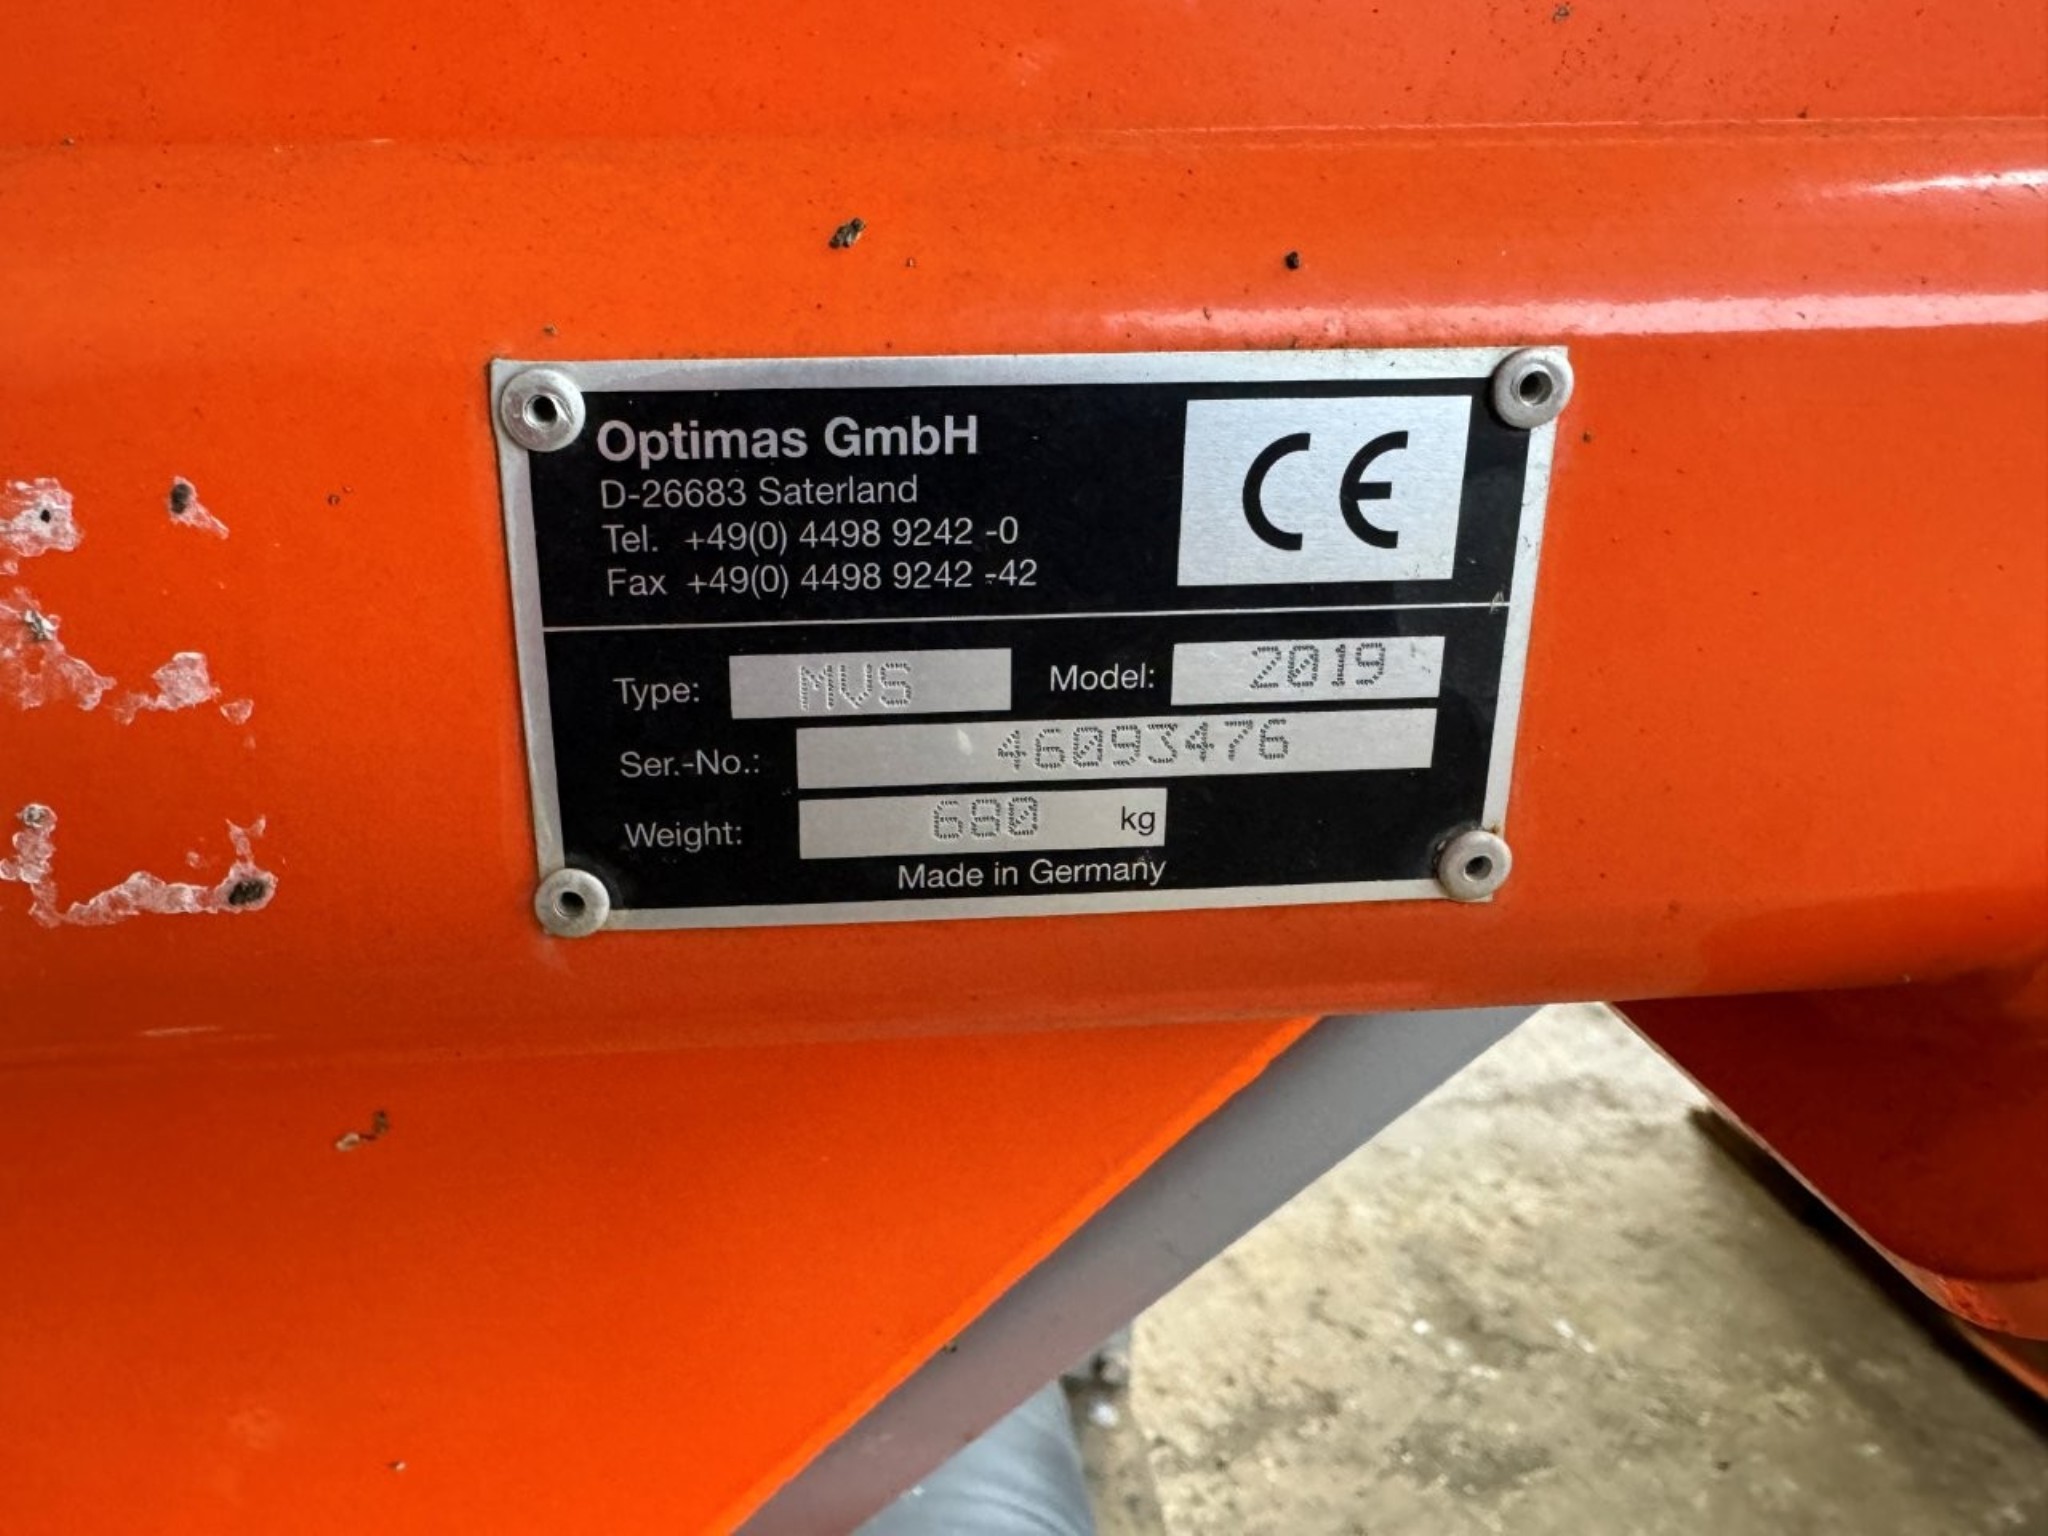 Optimas GmbH
D-26683 Saterland
Tel. +49(0) 4498 9242 -0
Fax +49(0) 4498 9242 -42
CE
Type: MVS Model: 2019
Ser.-No.: 46093476
Weight: 680 kg
Made in Germany